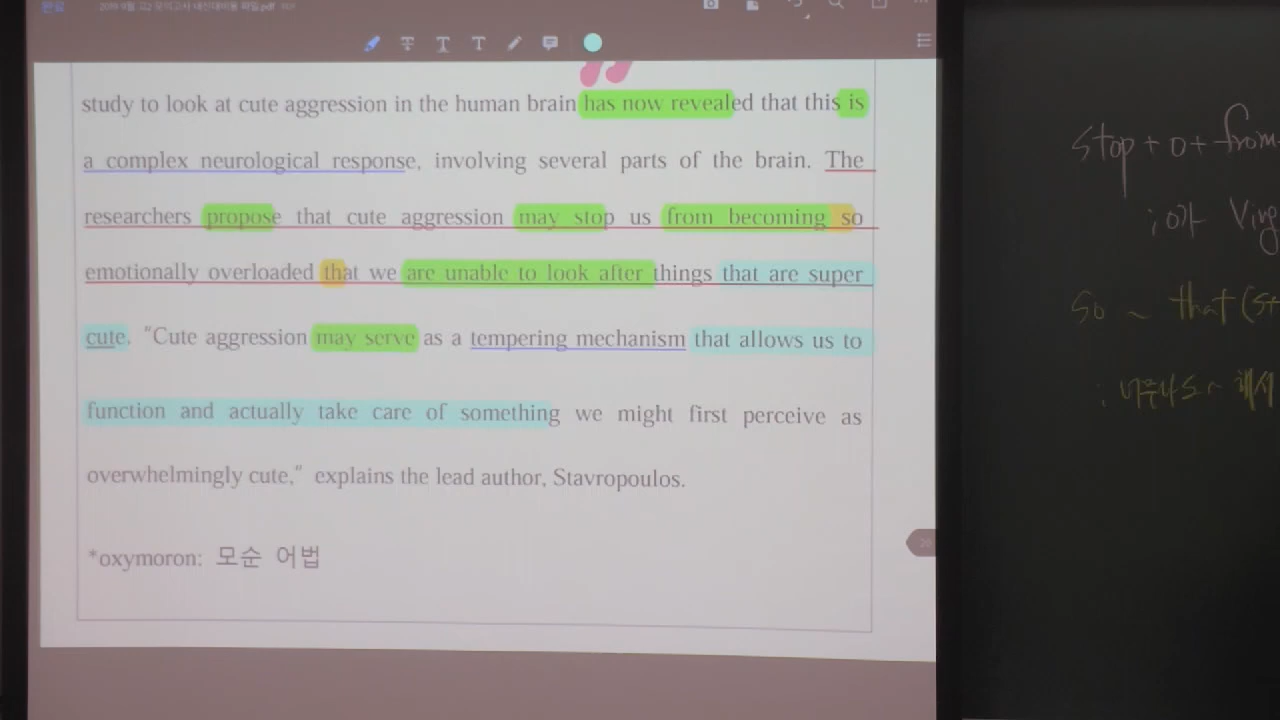 완료
study to look at cute aggression in the human brain has now revealed that this is
a complex neurological response, involving several parts of the brain. The
researchers propose that cute aggression may stop us from becoming so
emotionally overloaded that we are unable to look after things that are super
cute. "Cute aggression may serve as a tempering mechanism that allows us to
function and actually take care of something we might first perceive as
overwhelmingly cute," explains the lead author, Stavropoulos.
*oxymoron: 모순 어법
stop + O + from
Ving
so ~ that (s+